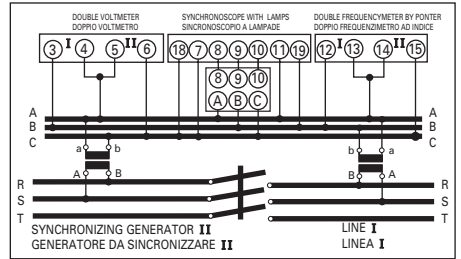 DOUBLE VOLTMETER
DOPPIO VOLTMETRO
SYNCHRONOSCOPE WITH LAMPS
SINCRONOSCOPIO A LAMPADE
DOUBLE FREQUENCYMETER BY PONTER
DOPPIO FREQUENZIMETRO AD INDICE
3 I 4 5 II 6
18 7 8 9 10 11 19
12 I 13 14 II 15
8 9 10
A B C
A A
B B
C C
a b b a
A B B A
R R
S S
T T
SYNCHRONIZING GENERATOR II
GENERATORE DA SINCRONIZZARE II
LINE I
LINEA I